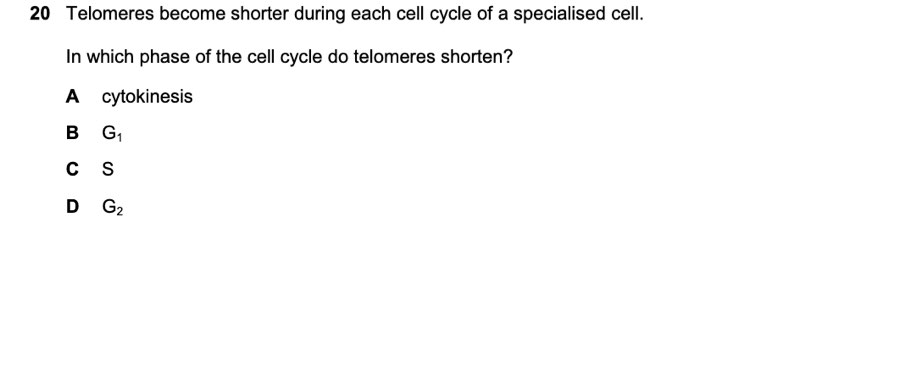 20 Telomeres become shorter during each cell cycle of a specialised cell.
In which phase of the cell cycle do telomeres shorten?
A cytokinesis
B G₁
C S
D G₂